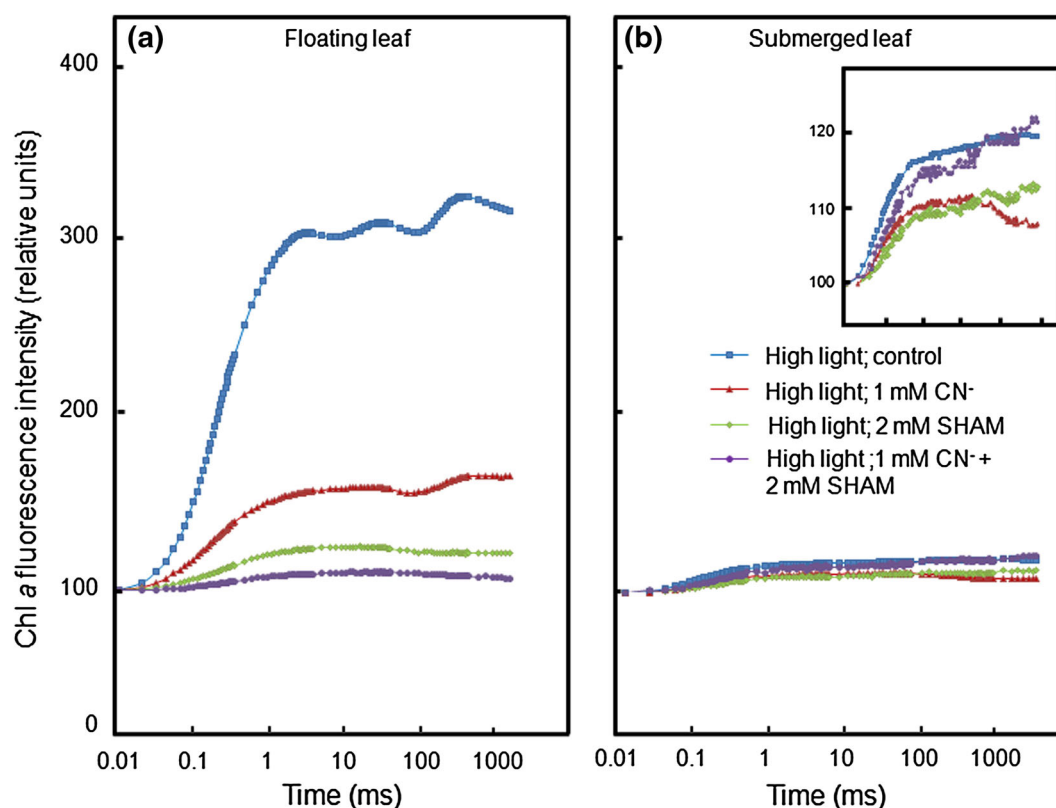 (a)
Floating leaf
(b)
Submerged leaf
Chl a fluorescence intensity (relative units)
400
300
200
100
0
0.01 0.1 1 10 100 1000
Time (ms)
120
110
100
High light; control
High light; 1 mM CN-
High light; 2 mM SHAM
High light ;1 mM CN- +
2 mM SHAM
0.01 0.1 1 10 100 1000
Time (ms)